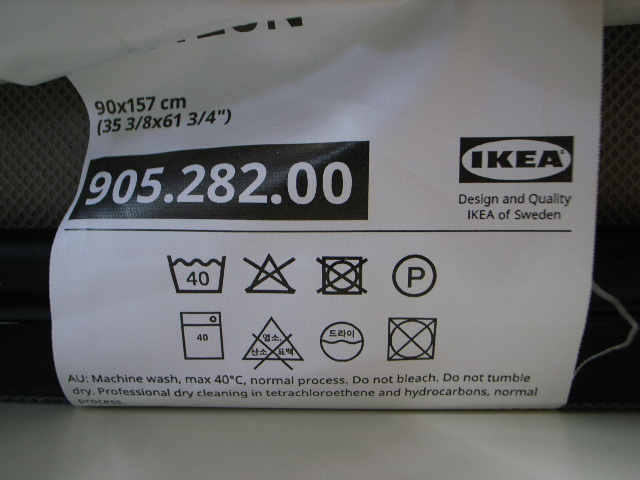 90x157 cm
(35 3/8x61 3/4")
905.282.00
IKEA
Design and Quality
IKEA of Sweden
40
P
40
염소,
산소 표백
드라이
AU: Machine wash, max 40°C, normal process. Do not bleach. Do not tumble
dry. Professional dry cleaning in tetrachloroethene and hydrocarbons, normal
process.